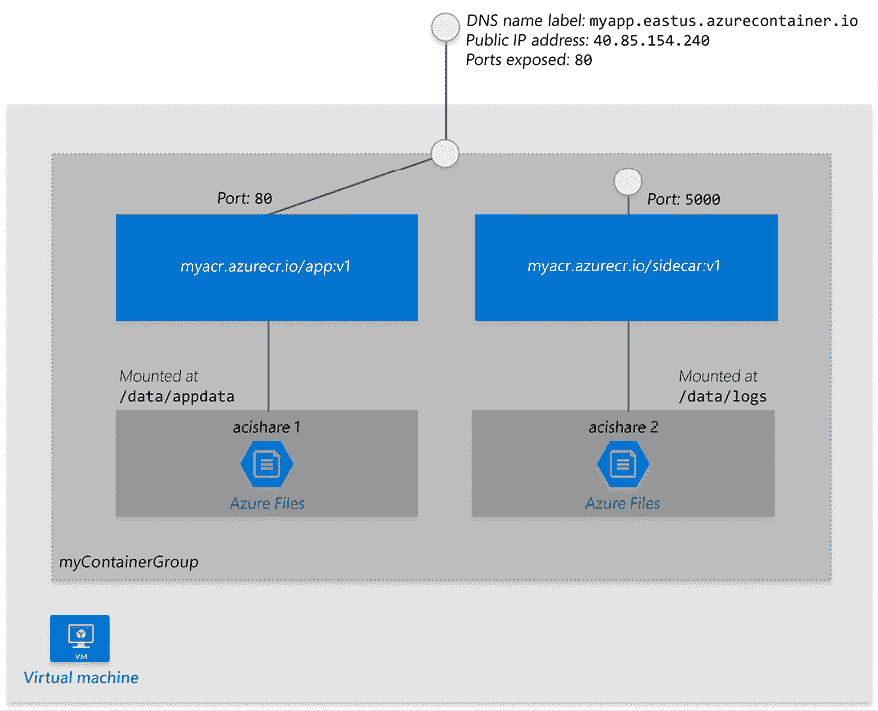 DNS name label: myapp.eastus.azurecontainer.io
Public IP address: 40.85.154.240
Ports exposed: 80
Port: 80
Port: 5000
myacr.azurecr.io/app:v1
myacr.azurecr.io/sidecar:v1
Mounted at
/data/appdata
Mounted at
/data/logs
acishare 1
Azure Files
acishare 2
Azure Files
myContainerGroup
VM
Virtual machine